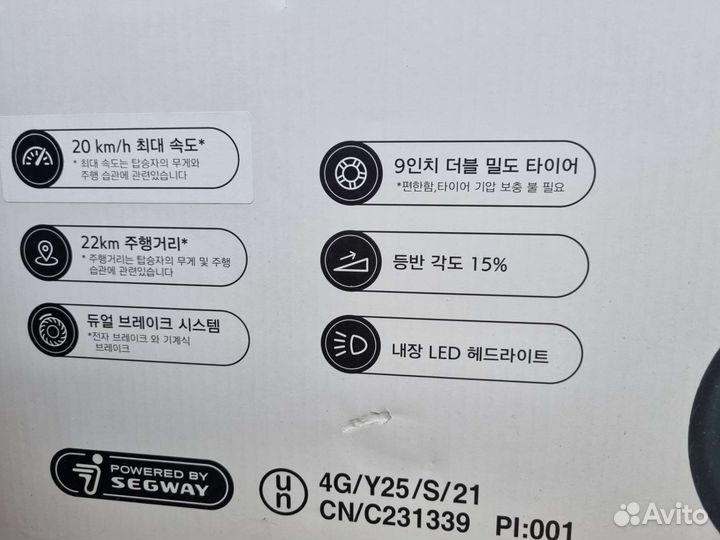 20 km/h 최대 속도*
* 최대 속도는 탑승자의 무게와
주행 습관에 관련있습니다
22km 주행거리*
* 주행거리는 탑승자의 무게 및 주행
습관에 관련있습니다
듀얼 브레이크 시스템
*전자 브레이크 와 기계식
브레이크
9인치 더블 밀도 타이어
*편한함,타이어 기압 보충 불 필요
등반 각도 15%
내장 LED 헤드라이트
POWERED BY
SEGWAY
un
4G/Y25/S/21
CN/C231339 PI:001
Avito